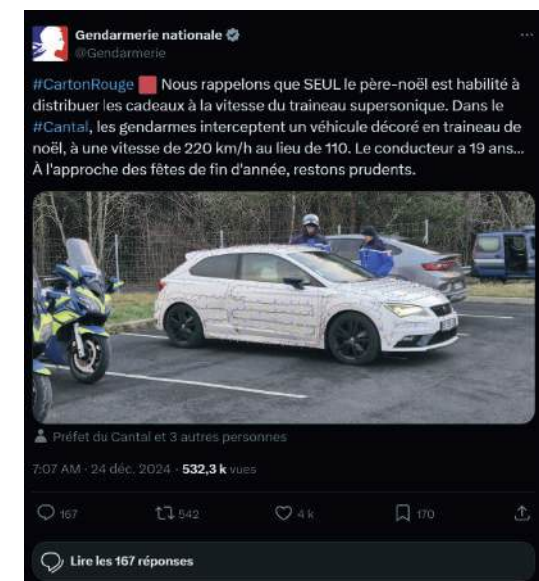 Gendarmerie nationale
@Gendarmerie
#CartonRouge 🟥 Nous rappelons que SEUL le père-noël est habilité à
distribuer les cadeaux à la vitesse du traineau supersonique. Dans le
#Cantal, les gendarmes interceptent un véhicule décoré en traineau de
noël, à une vitesse de 220 km/h au lieu de 110. Le conducteur a 19 ans...
À l'approche des fêtes de fin d'année, restons prudents.
Préfet du Cantal et 3 autres personnes
7:07 AM · 24 déc. 2024 · 532,3 k vues
167 542 4 k 170
Lire les 167 réponses